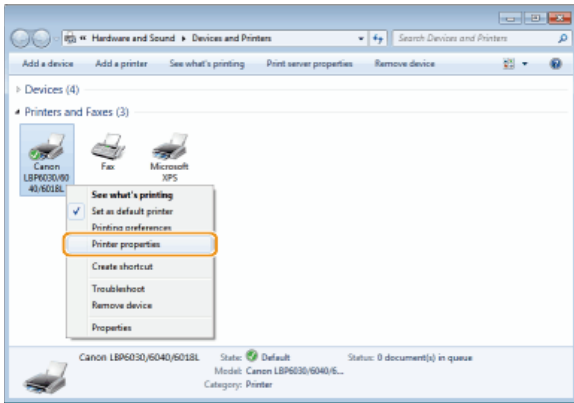 « Hardware and Sound ▸ Devices and Printers
Search Devices and Printers
Add a device Add a printer See what's printing Print server properties Remove device
Devices (4)
Printers and Faxes (3)
Canon
LBP6030/60
40/6018L
Fax
Microsoft
XPS
See what's printing
Set as default printer
Printing preferences
Printer properties
Create shortcut
Troubleshoot
Remove device
Properties
Canon LBP6030/6040/6018L State: Default Status: 0 document(s) in queue
Model: Canon LBP6030/6040/6...
Category: Printer